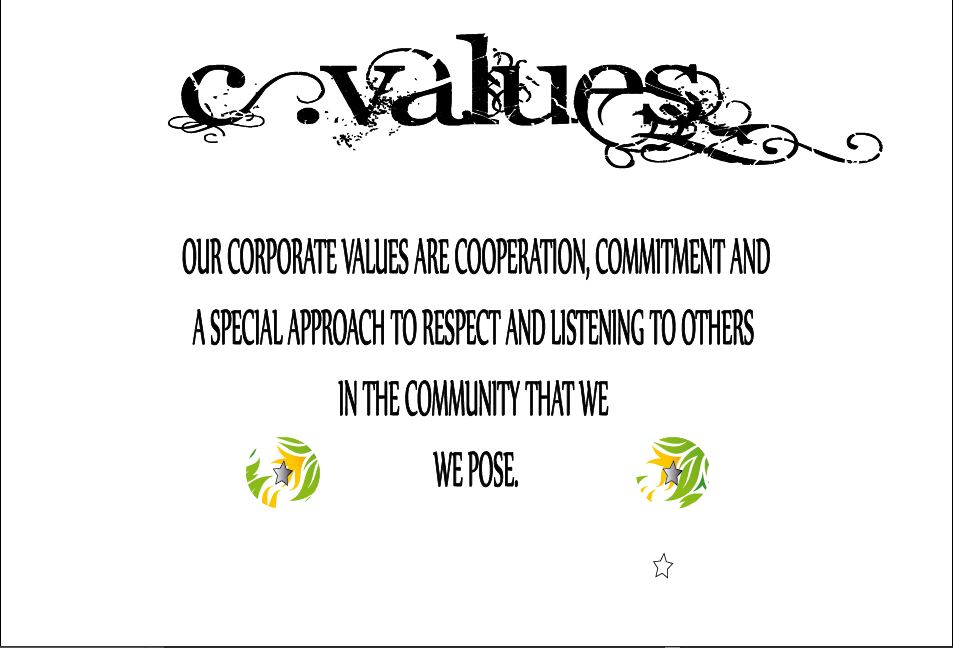 c.values
OUR CORPORATE VALUES ARE COOPERATION, COMMITMENT AND
A SPECIAL APPROACH TO RESPECT AND LISTENING TO OTHERS
IN THE COMMUNITY THAT WE
WE POSE.